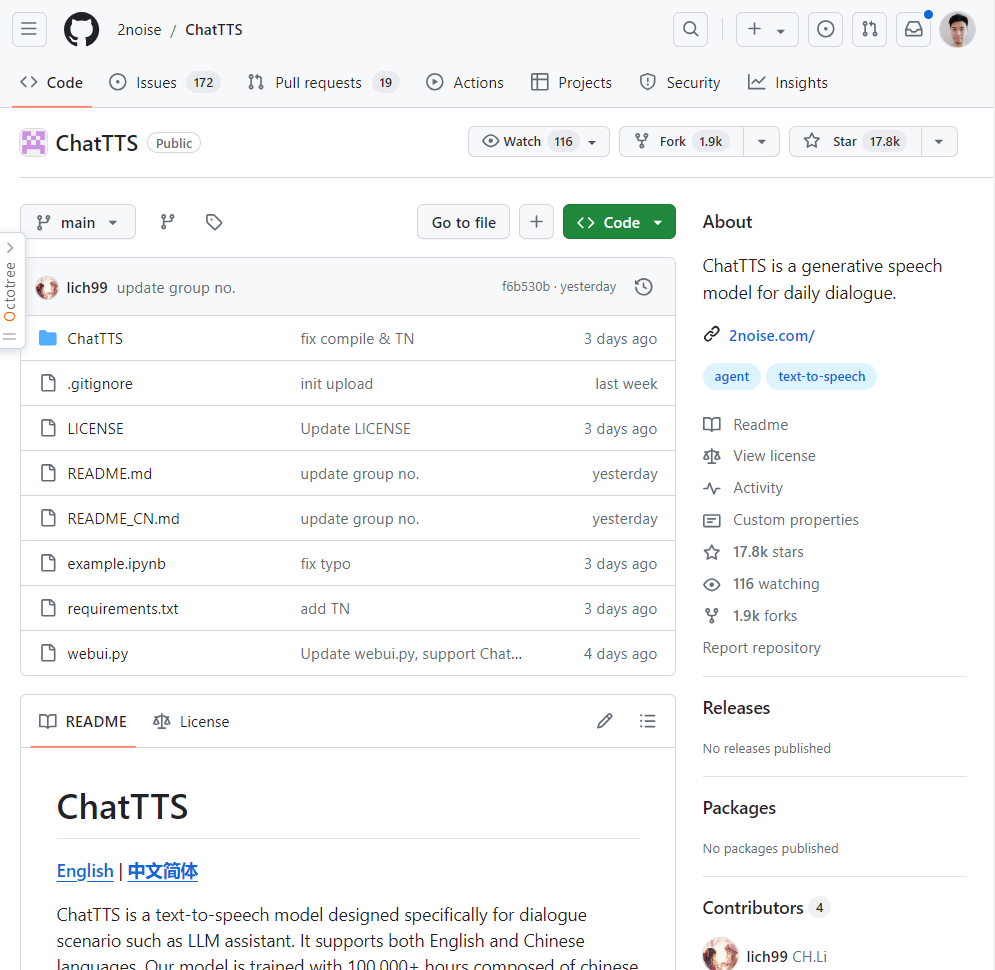 2noise / ChatTTS
Code Issues 172 Pull requests 19 Actions Projects Security Insights
ChatTTS Public Watch 116 Fork 1.9k Star 17.8k
main Go to file Code
Octotree
lich99 update group no. f6b530b · yesterday
ChatTTS fix compile & TN 3 days ago
.gitignore init upload last week
LICENSE Update LICENSE 3 days ago
README.md update group no. yesterday
README_CN.md update group no. yesterday
example.ipynb fix typo 3 days ago
requirements.txt add TN 3 days ago
webui.py Update webui.py, support Chat... 4 days ago
README License
ChatTTS
English | 中文简体
ChatTTS is a text-to-speech model designed specifically for dialogue
scenario such as LLM assistant. It supports both English and Chinese
languages. Our model is trained with 100,000+ hours composed of chinese
About
ChatTTS is a generative speech
model for daily dialogue.
2noise.com/
agent text-to-speech
Readme
View license
Activity
Custom properties
17.8k stars
116 watching
1.9k forks
Report repository
Releases
No releases published
Packages
No packages published
Contributors 4
lich99 CH.Li